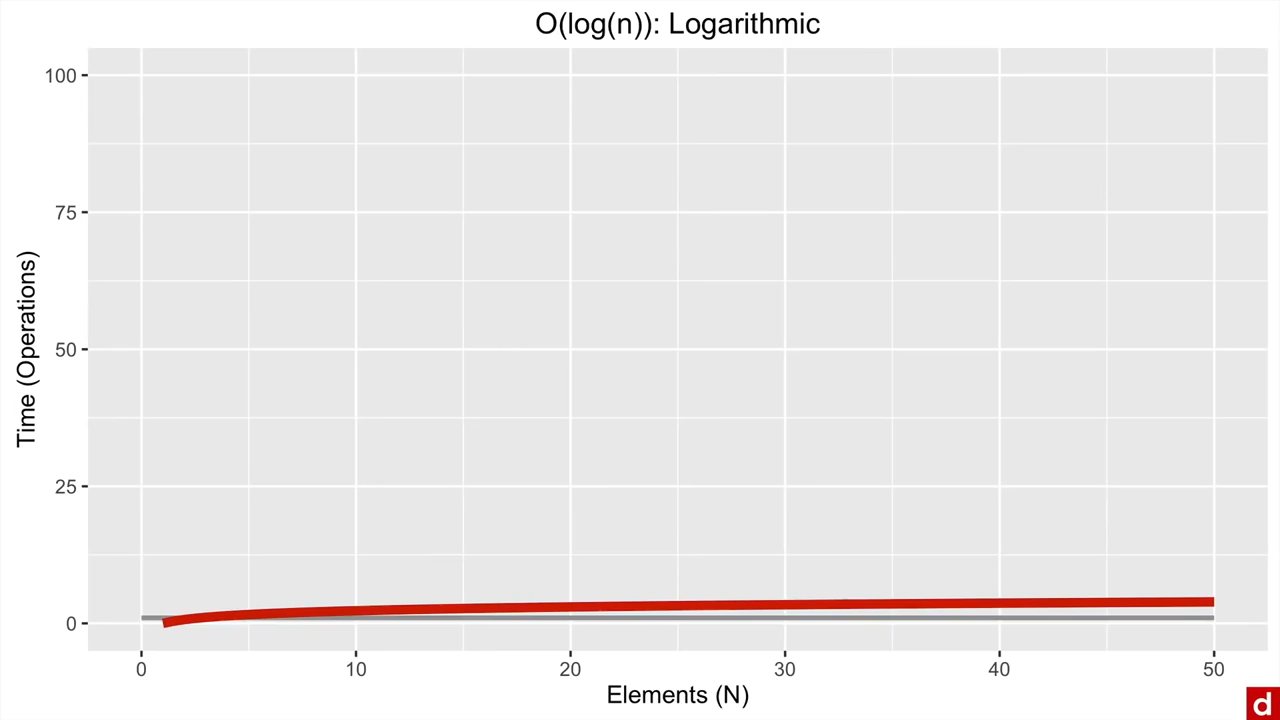 O(log(n)): Logarithmic
100
75
50
25
0
Time (Operations)
0 10 20 30 40 50
Elements (N)
d